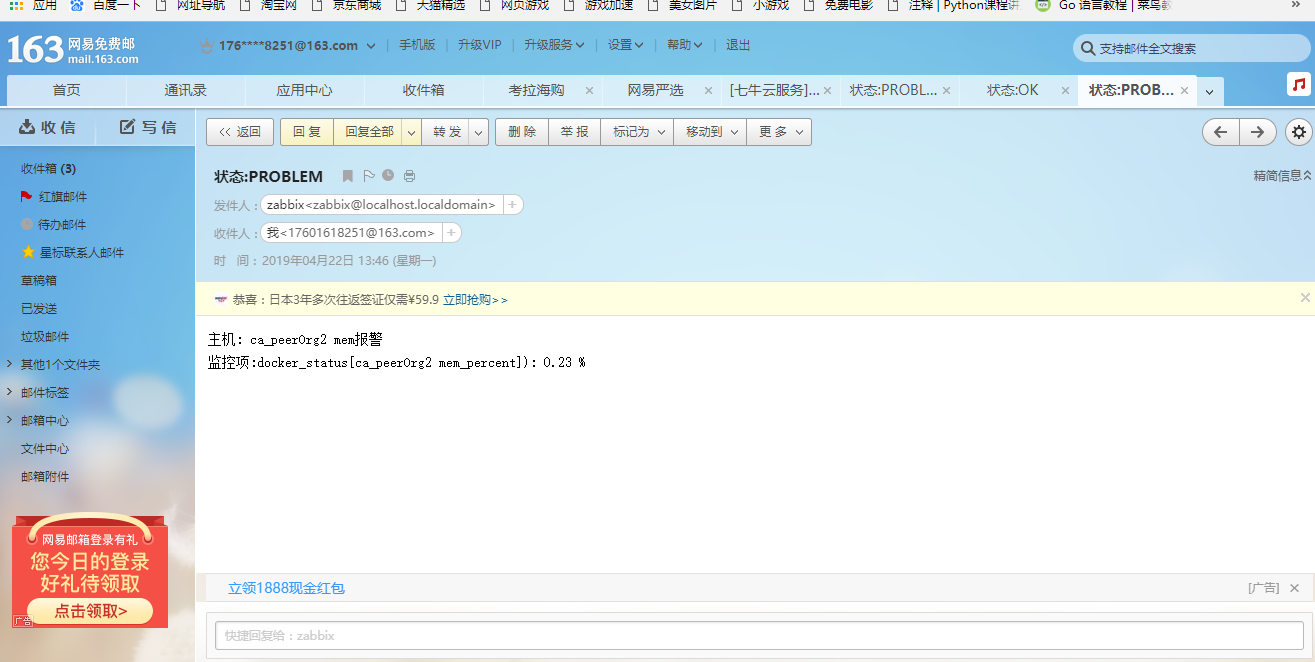 应用 百度一下 网址导航 淘宝网 京东商城 天猫精选 网页游戏 游戏加速 美女图片 小游戏 免费电影 注释 | Python课程讲 Go 语言教程 | 菜鸟教 »
163 网易免费邮 mail.163.com
176****8251@163.com 手机版 升级VIP 升级服务 设置 帮助 退出 支持邮件全文搜索
首页 通讯录 应用中心 收件箱 考拉海购 × 网易严选 × [七牛云服务]... × 状态:PROBL... × 状态:OK × 状态:PROB... ×
收 信 写 信 << 返回 回 复 回复全部 转 发 删 除 举 报 标记为 移动到 更 多
收件箱 (3)
红旗邮件
待办邮件
星标联系人邮件
草稿箱
已发送
垃圾邮件
其他1个文件夹
邮件标签
邮箱中心
文件中心
邮箱附件
网易邮箱登录有礼
您今日的登录
好礼待领取
点击领取>
广告
状态:PROBLEM 精简信息
发件人：zabbix<zabbix@localhost.localdomain> +
收件人：我<17601618251@163.com> +
时 间：2019年04月22日 13:46 (星期一)
恭喜：日本3年多次往返签证仅需¥59.9 立即抢购>> ×
主机: ca_peerOrg2 mem报警
监控项:docker_status[ca_peerOrg2 mem_percent]): 0.23 %
立领1888现金红包 [广告] ×
快捷回复给：zabbix